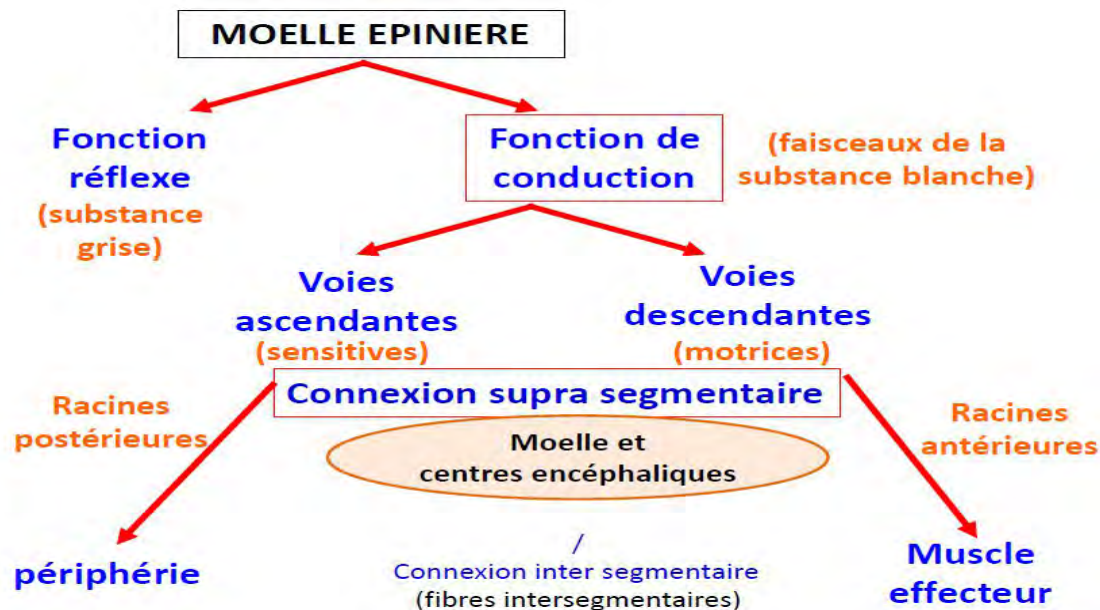 MOELLE EPINIERE
Fonction
réflexe
(substance
grise)
Fonction de
conduction
(faisceaux de la
substance blanche)
Voies
ascendantes
(sensitives)
Voies
descendantes
(motrices)
Connexion supra segmentaire
Racines
postérieures
Moelle et
centres encéphaliques
Racines
antérieures
périphérie
/
Connexion inter segmentaire
(fibres intersegmentaires)
Muscle
effecteur